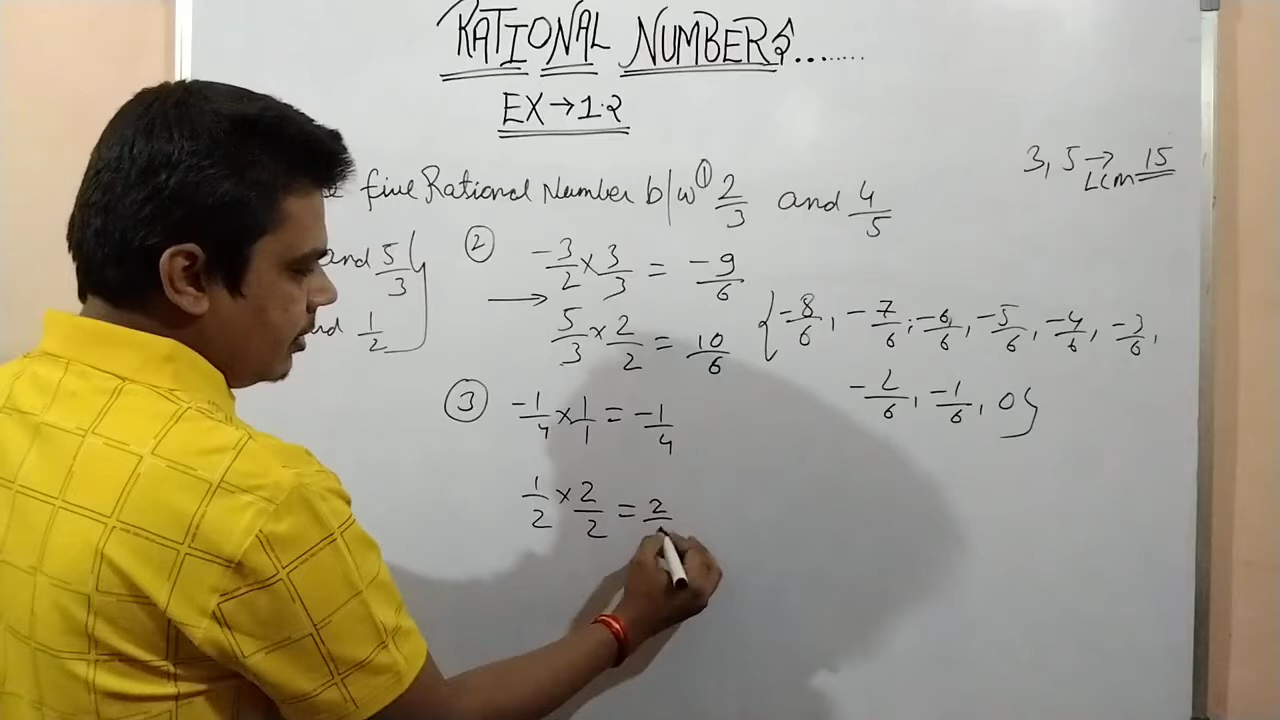 RATIONAL NUMBERS........
EX → 1.2
3, 5 → LCM 15
five Rational Number b/w ① 2/3 and 4/5
and 5/3
and 1/2
② -3/2 × 3/3 = -9/6
→ 5/3 × 2/2 = 10/6
{-8/6, -7/6, -6/6, -5/6, -4/6, -3/6,
-2/6, -1/6, 0}
③ -1/4 × 1/1 = -1/4
1/2 × 2/2 = 2/